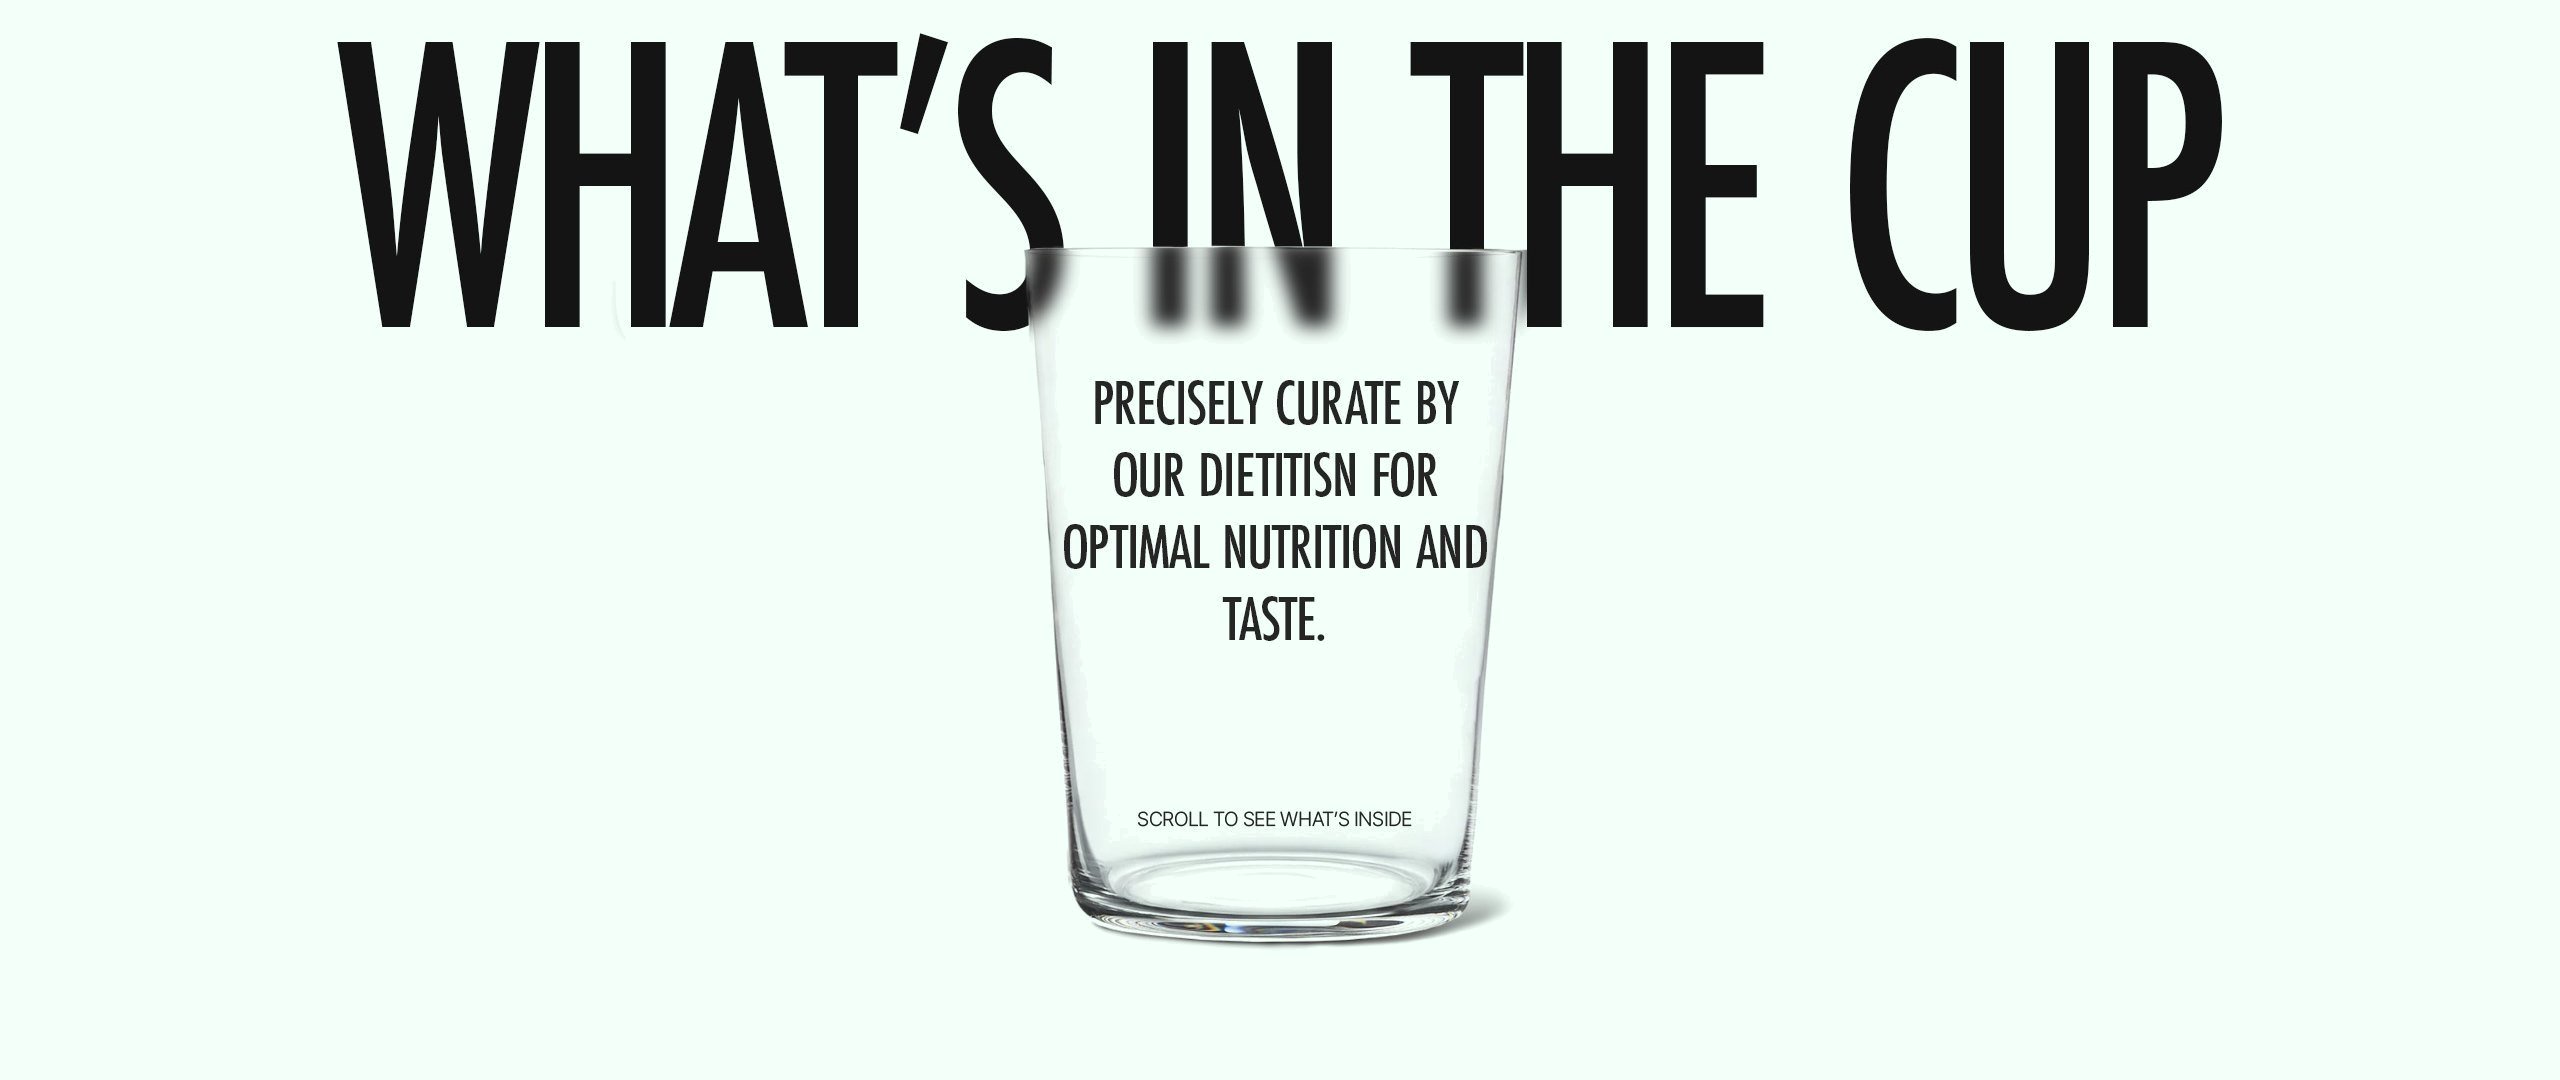 WHAT'S IN THE CUP
PRECISELY CURATE BY
OUR DIETITISN FOR
OPTIMAL NUTRITION AND
TASTE.
SCROLL TO SEE WHAT'S INSIDE